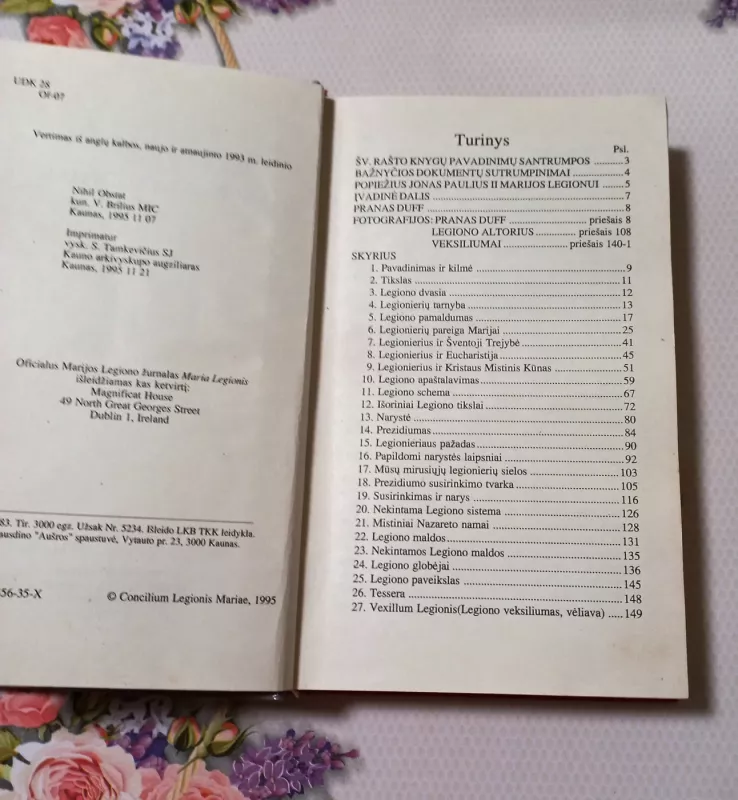 UDK 28
Of-07
Vertimas iš anglų kalbos, naujo ir atnaujinto 1993 m. leidinio
Nihil Obstat
kun. V. Brilius MIC
Kaunas, 1995 11 07
Imprimatur
vysk. S. Tamkevičius SJ
Kauno arkivyskupo augziliaras
Kaunas, 1995 11 21
Oficialus Marijos Legiono žurnalas Maria Legionis
išleidžiamas kas ketvirtį:
Magnificat House
49 North Great Georges Street
Dublin 1, Ireland
83. Tir. 3000 egz. Užsak Nr. 5234. Išleido LKB TKK leidykla.
ausdino "Aušros" spaustuvė, Vytauto pr. 23, 3000 Kaunas.
56-35-X
© Concilium Legionis Mariae, 1995
Turinys
Psl.
ŠV. RAŠTO KNYGŲ PAVADINIMŲ SANTRUMPOS ..........3
BAŽNYČIOS DOKUMENTŲ SUTRUMPINIMAI ................4
POPIEŽIUS JONAS PAULIUS II MARIJOS LEGIONUI .......5
ĮVADINĖ DALIS ................7
PRANAS DUFF ................8
FOTOGRAFIJOS: PRANAS DUFF ................ priešais 8
LEGIONO ALTORIUS ............. priešais 108
VEKSILIUMAI .................. priešais 140-1
SKYRIUS
1. Pavadinimas ir kilmė ................9
2. Tikslas ................11
3. Legiono dvasia ................12
4. Legionierių tarnyba ................13
5. Legiono pamaldumas ................17
6. Legionierių pareiga Marijai ................25
7. Legionierius ir Šventoji Trejybė ................41
8. Legionierius ir Eucharistija ................45
9. Legionierius ir Kristaus Mistinis Kūnas ................51
10. Legiono apaštalavimas ................59
11. Legiono schema ................67
12. Išoriniai Legiono tikslai ................72
13. Narystė ................80
14. Prezidiumas ................84
15. Legionieriaus pažadas ................90
16. Papildomi narystės laipsniai ................92
17. Mūsų mirusiųjų legionierių sielos ................103
18. Prezidiumo susirinkimo tvarka ................105
19. Susirinkimas ir narys ................116
20. Nekintama Legiono sistema ................126
21. Mistiniai Nazareto namai ................128
22. Legiono maldos ................131
23. Nekintamos Legiono maldos ................135
24. Legiono globėjai ................136
25. Legiono paveikslas ................145
26. Tessera ................148
27. Vexillum Legionis(Legiono veksiliumas, vėliava) .....149